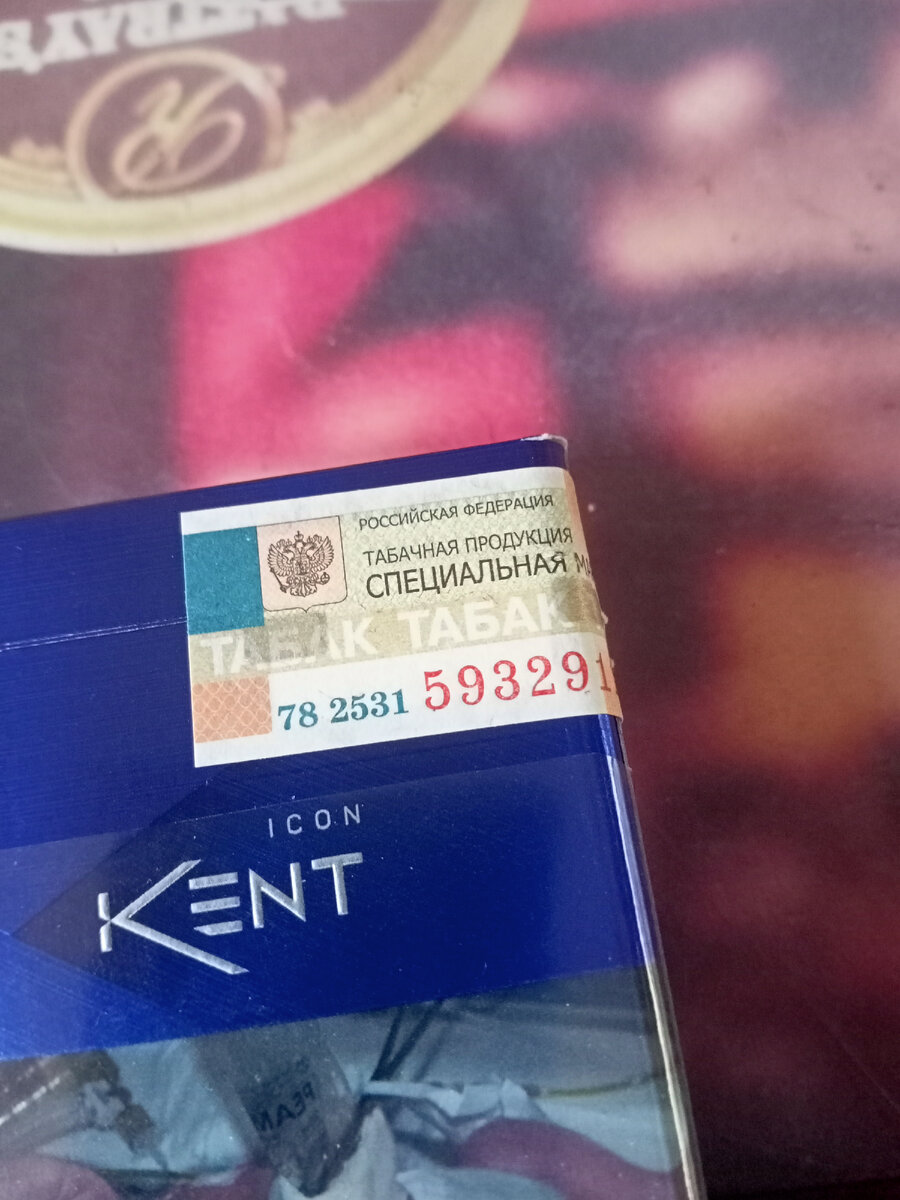 РОССИЙСКАЯ ФЕДЕРАЦИЯ
ТАБАЧНАЯ ПРОДУКЦИЯ
СПЕЦИАЛЬНАЯ
ТАБАК ТАБАК
78 2531 593291
ICON
KENT